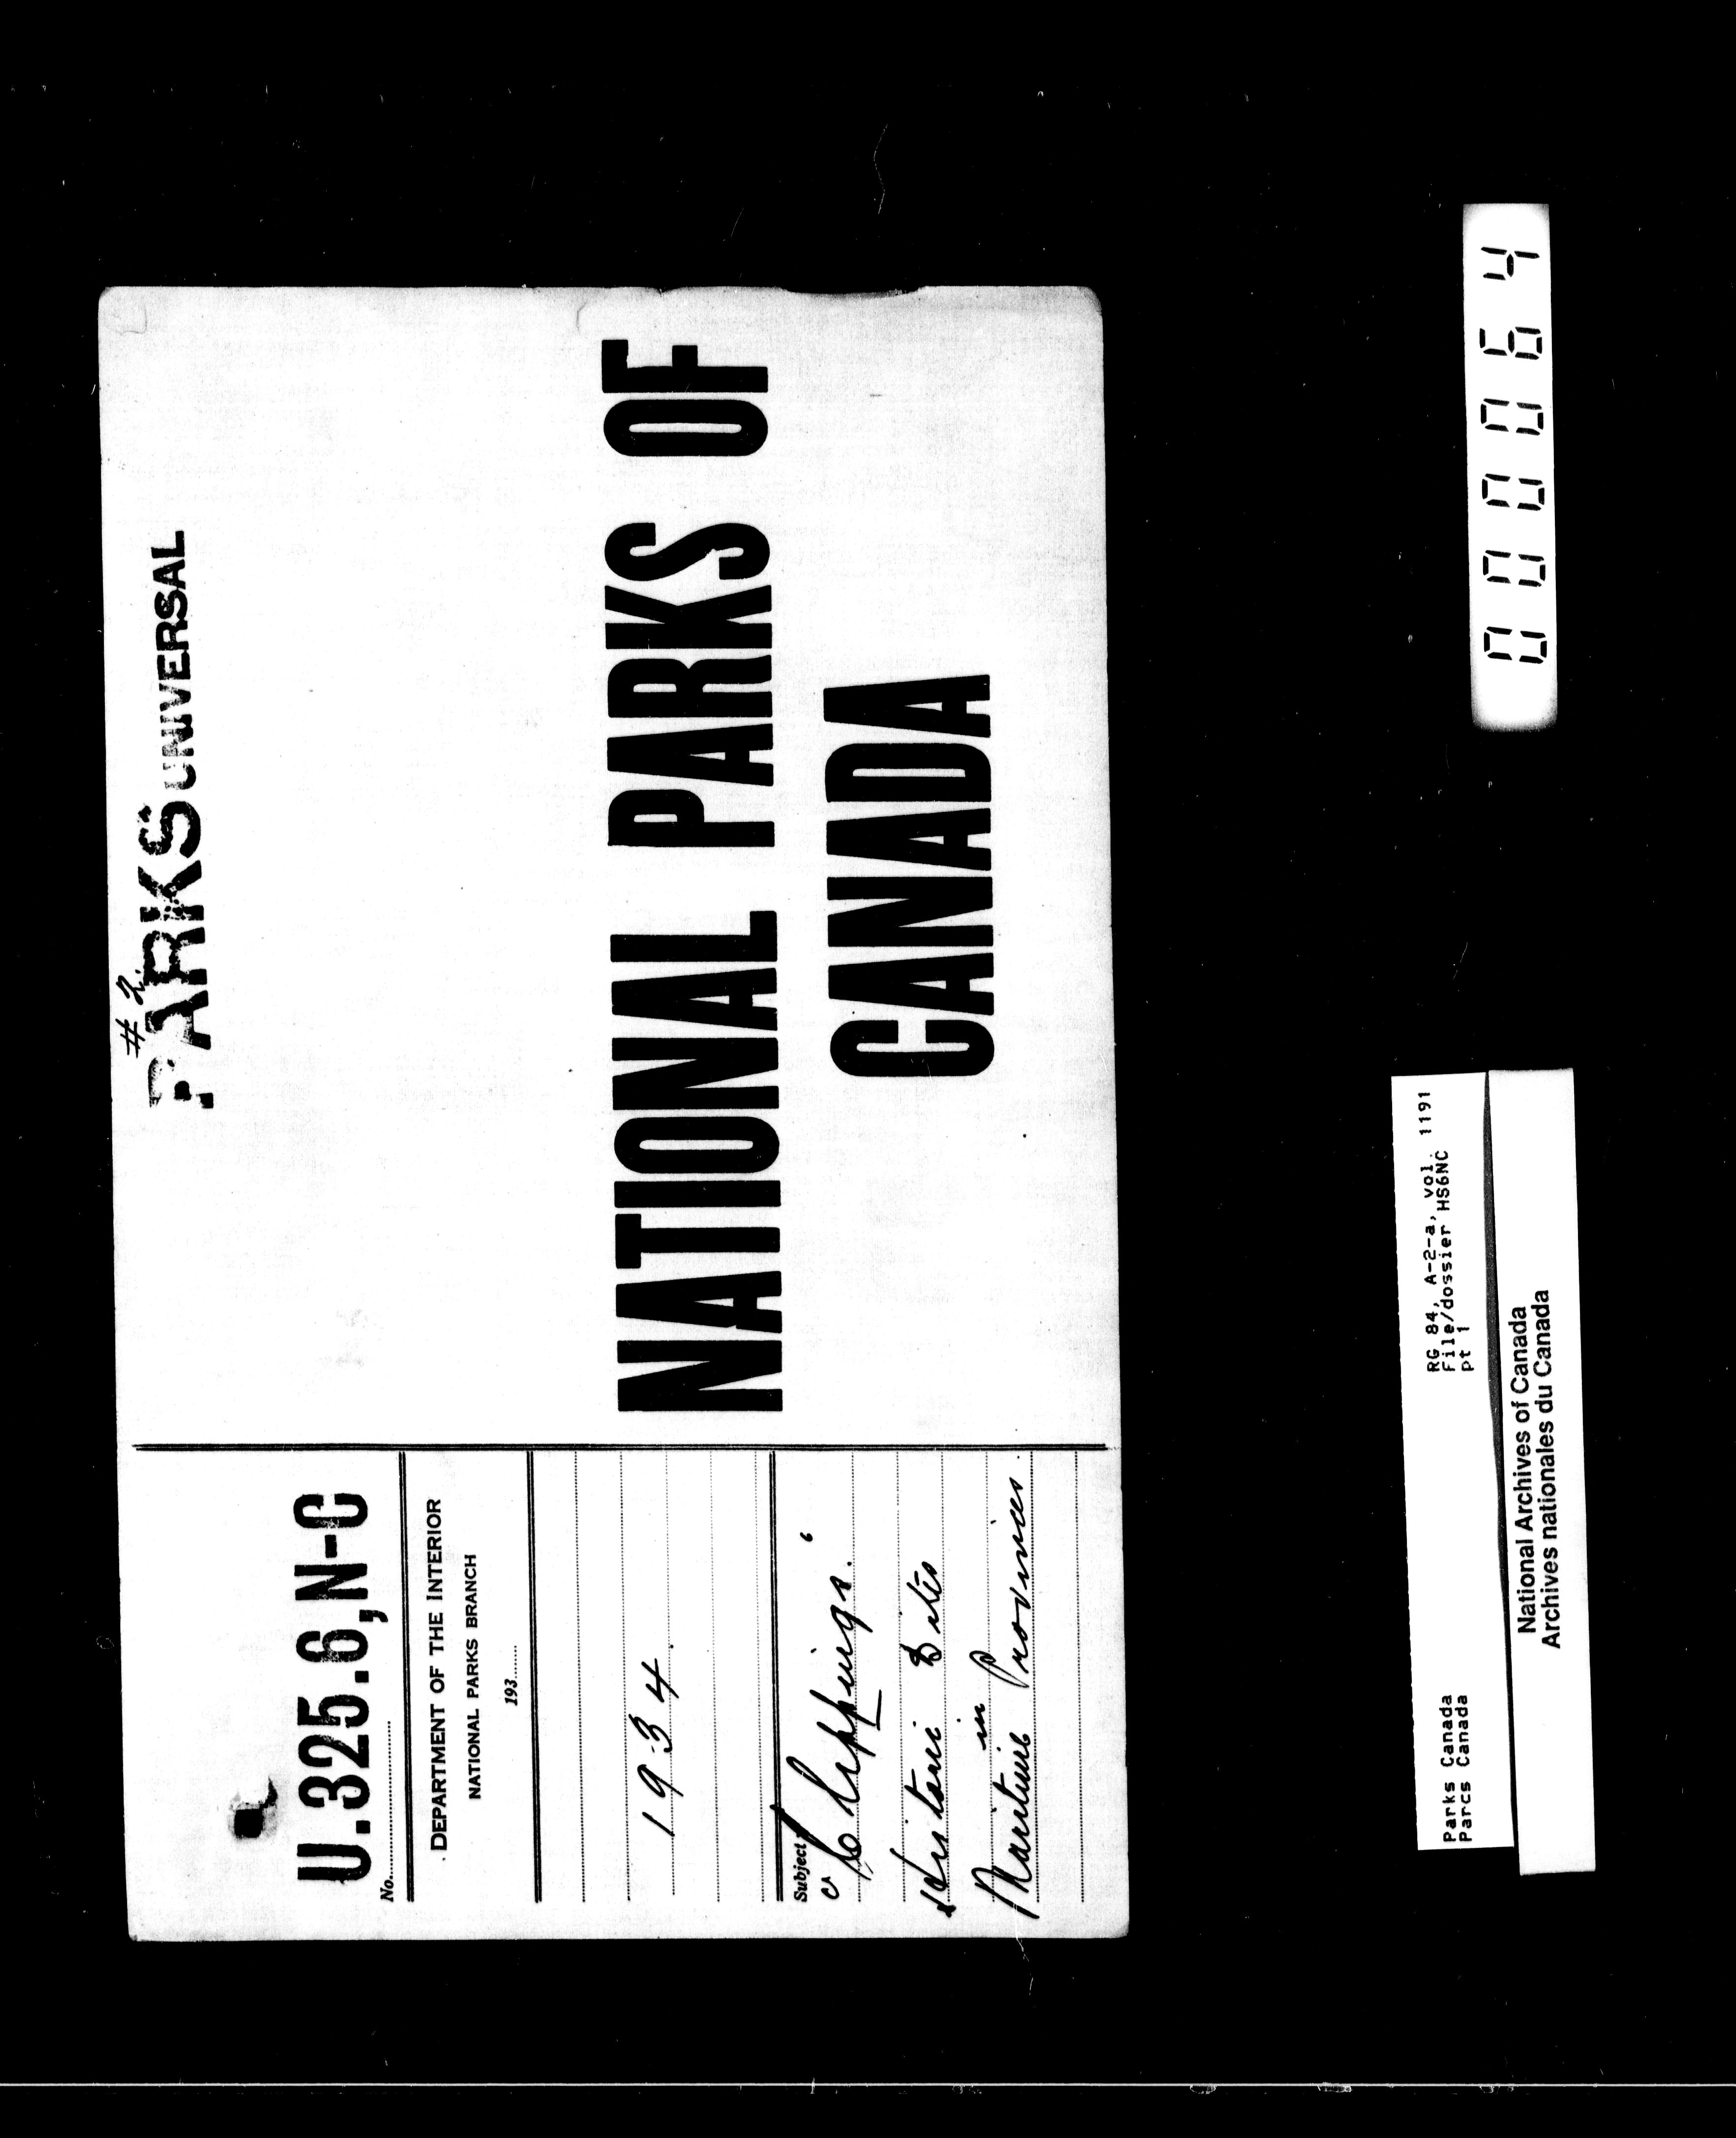 # 2
PARKS UNIVERSAL
U.325.6,N-C
No.
DEPARTMENT OF THE INTERIOR
NATIONAL PARKS BRANCH
193
1934.
Subject
Clippings.
Historic Sites
in
Maritime Provinces.
NATIONAL PARKS OF
CANADA
Parks Canada
Parcs Canada
RG 84, A-2-a, vol. 1191
File/dossier HS6NC
pt 1
National Archives of Canada
Archives nationales du Canada
000064